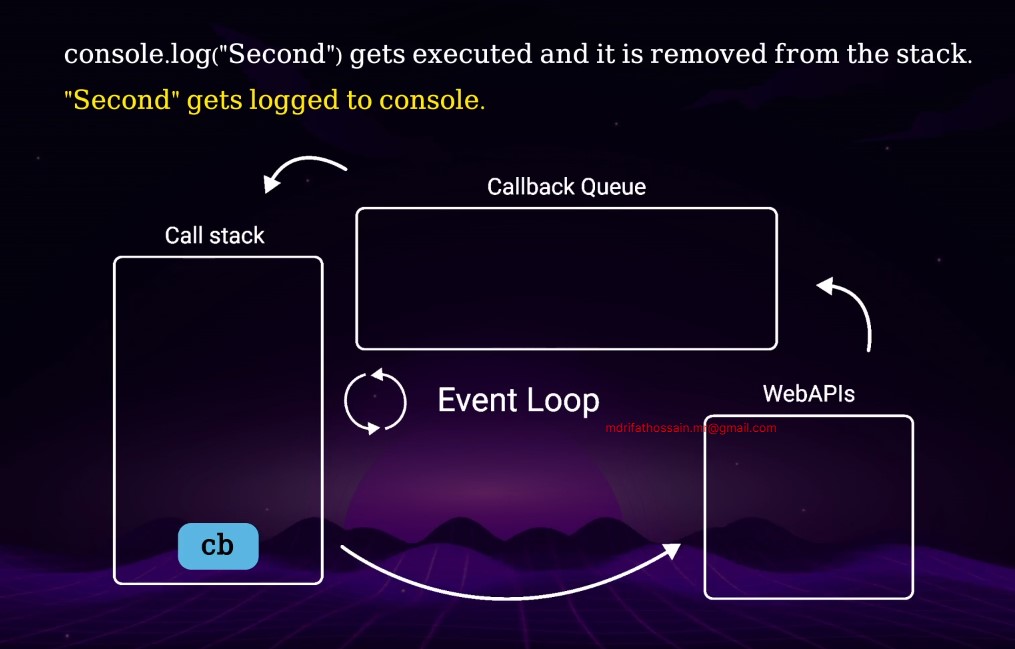 console.log("Second") gets executed and it is removed from the stack.
"Second" gets logged to console.
Callback Queue
Call stack
Event Loop
WebAPIs
mdrifathossain.mr@gmail.com
cb